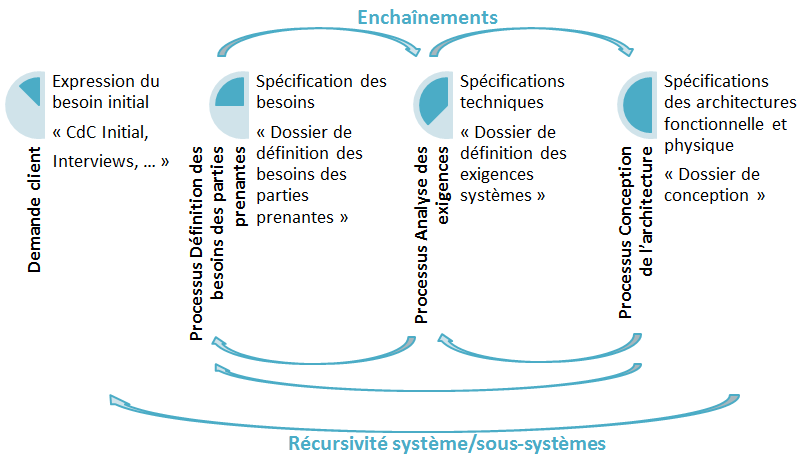 Enchaînements
Demande client
Expression du
besoin initial
« CdC Initial,
Interviews, … »
Processus Définition des
besoins des parties
prenantes
Spécification des
besoins
« Dossier de
définition des
besoins des
parties
prenantes »
Processus Analyse des
exigences
Spécifications
techniques
« Dossier de
définition des
exigences
systèmes »
Processus Conception
de l’architecture
Spécifications
des architectures
fonctionnelle et
physique
« Dossier de
conception »
Récursivité système/sous-systèmes